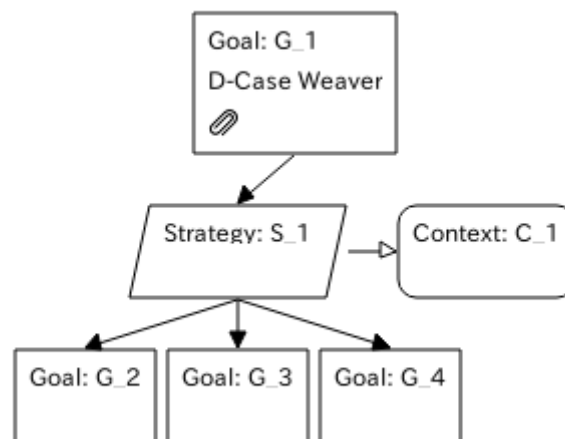 Goal: G_1
D-Case Weaver
Strategy: S_1
Context: C_1
Goal: G_2
Goal: G_3
Goal: G_4